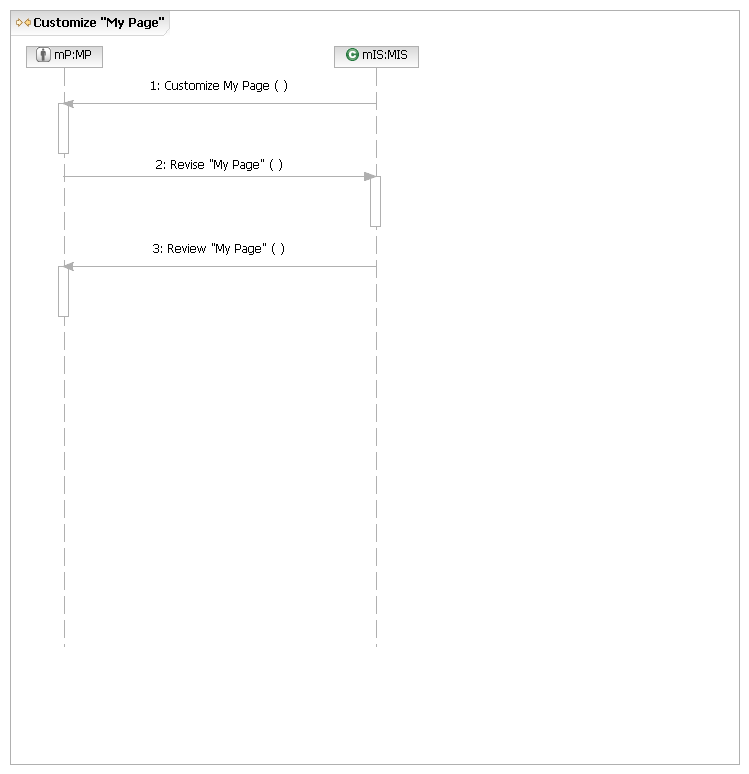 Customize "My Page"
mP:MP
mIS:MIS
1: Customize My Page ( )
2: Revise "My Page" ( )
3: Review "My Page" ( )